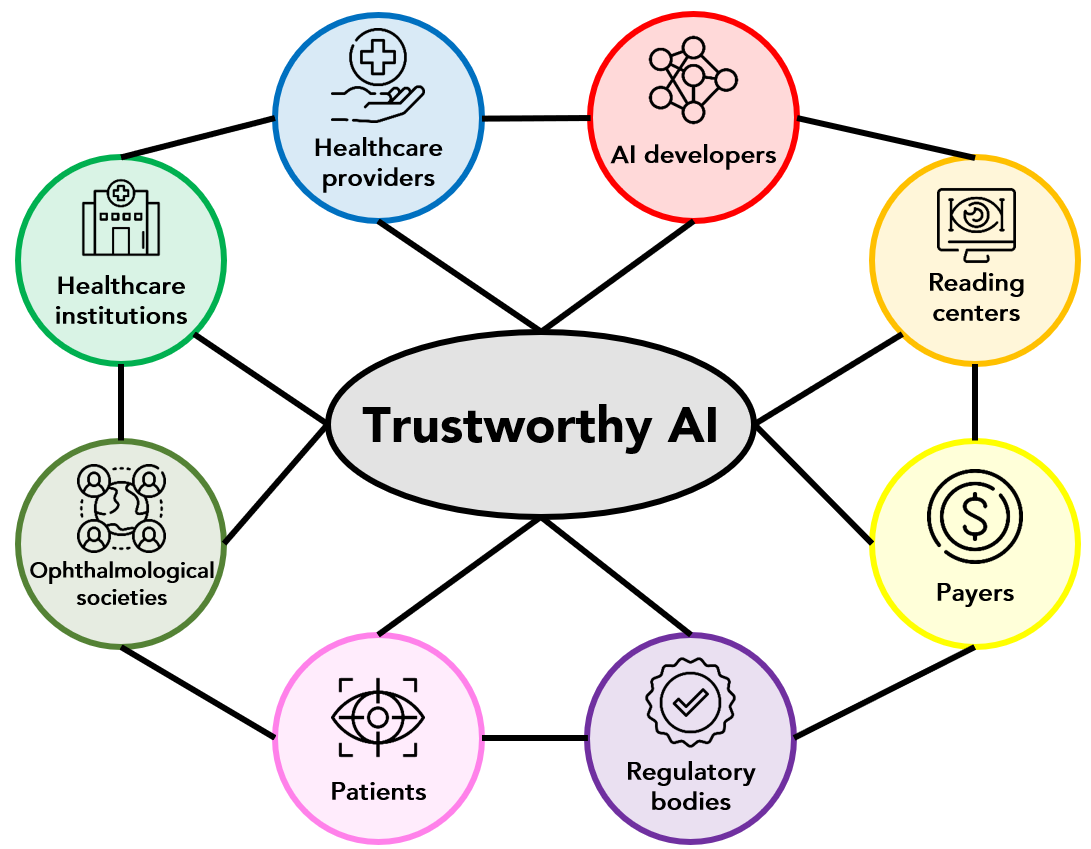 Healthcare
providers
AI developers
Healthcare
institutions
Reading
centers
Trustworthy AI
Ophthalmological
societies
Payers
Patients
Regulatory
bodies